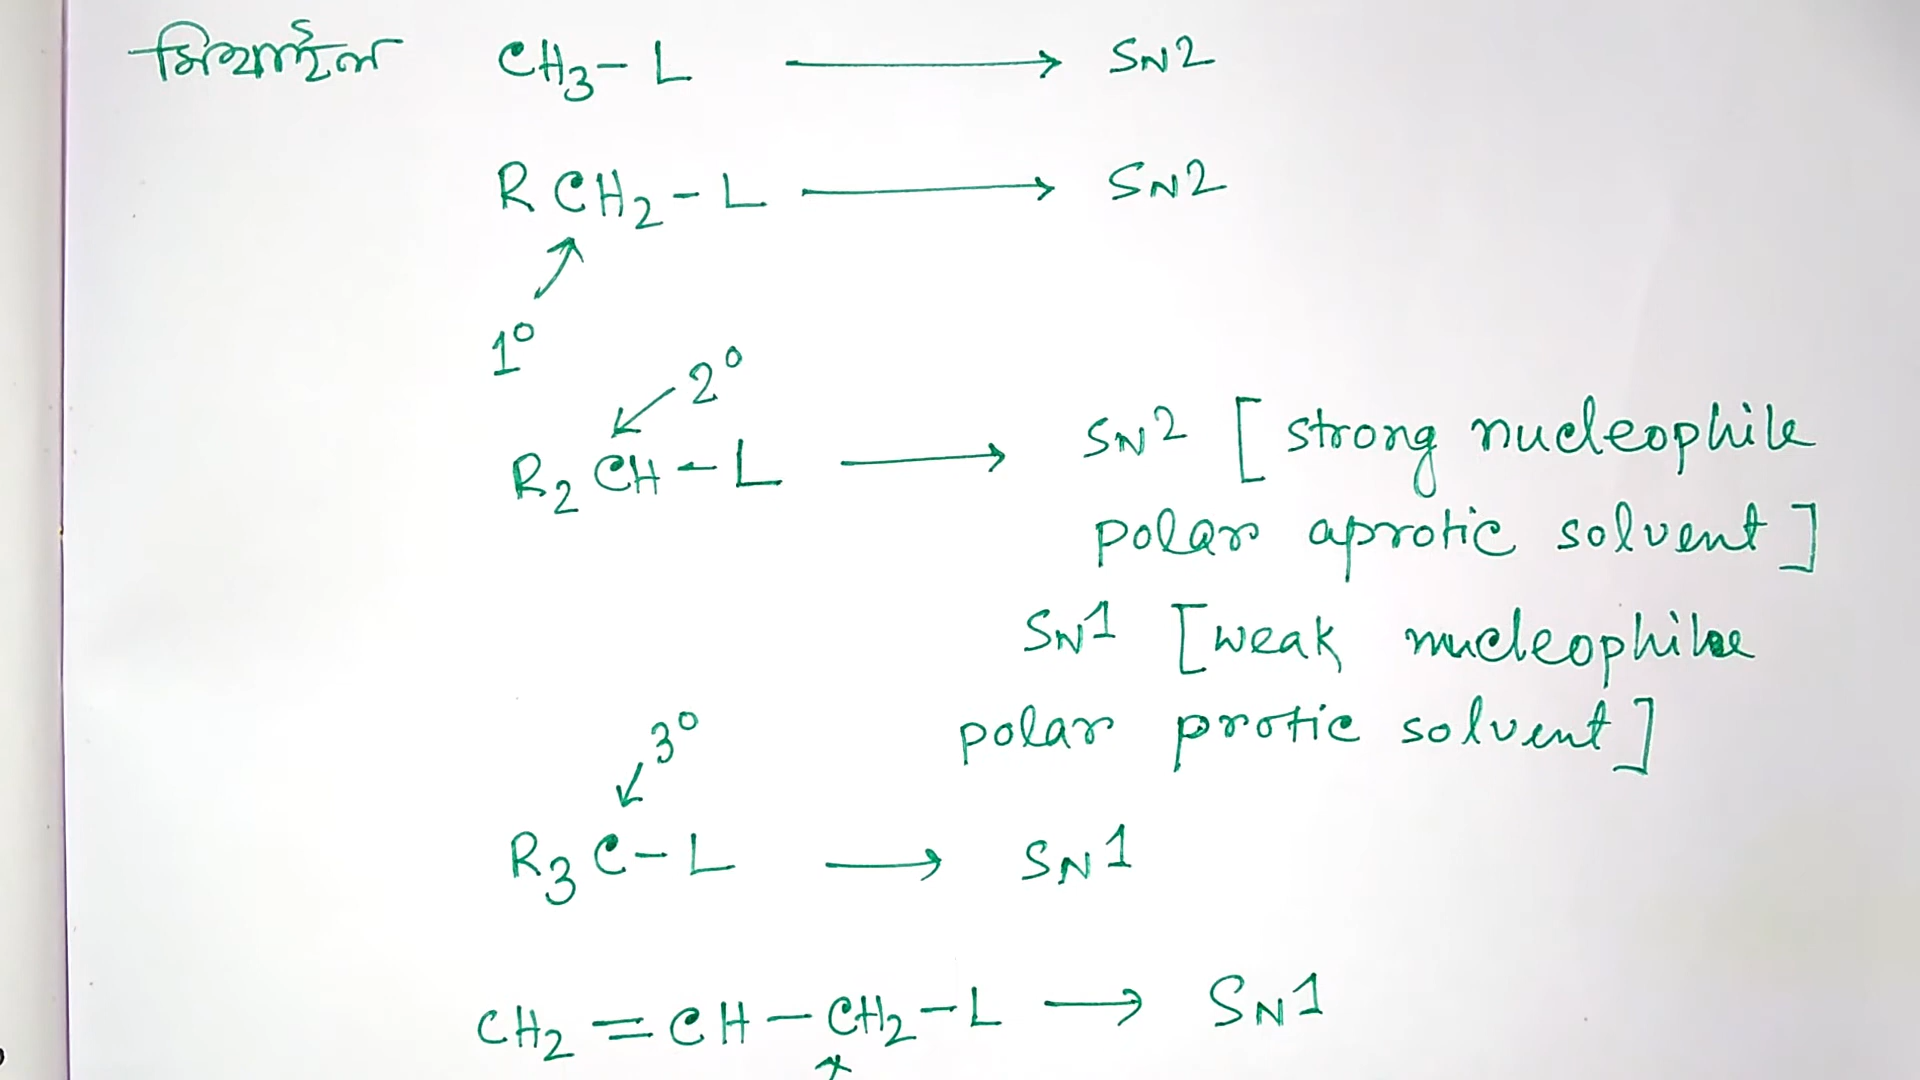 মিথাইল CH₃-L ⟶ SN2
RCH₂-L ⟶ SN2
1°
2°
R₂CH-L ⟶ SN2 [strong nucleophile
polar aprotic solvent]
SN1 [weak nucleophile
polar protic solvent]
3°
R₃C-L ⟶ SN1
CH₂=CH-CH₂-L ⟶ SN1